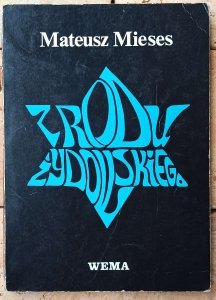 Mateusz Mieses
Z RODU
ŻYDOWSKIEGO
WEMA